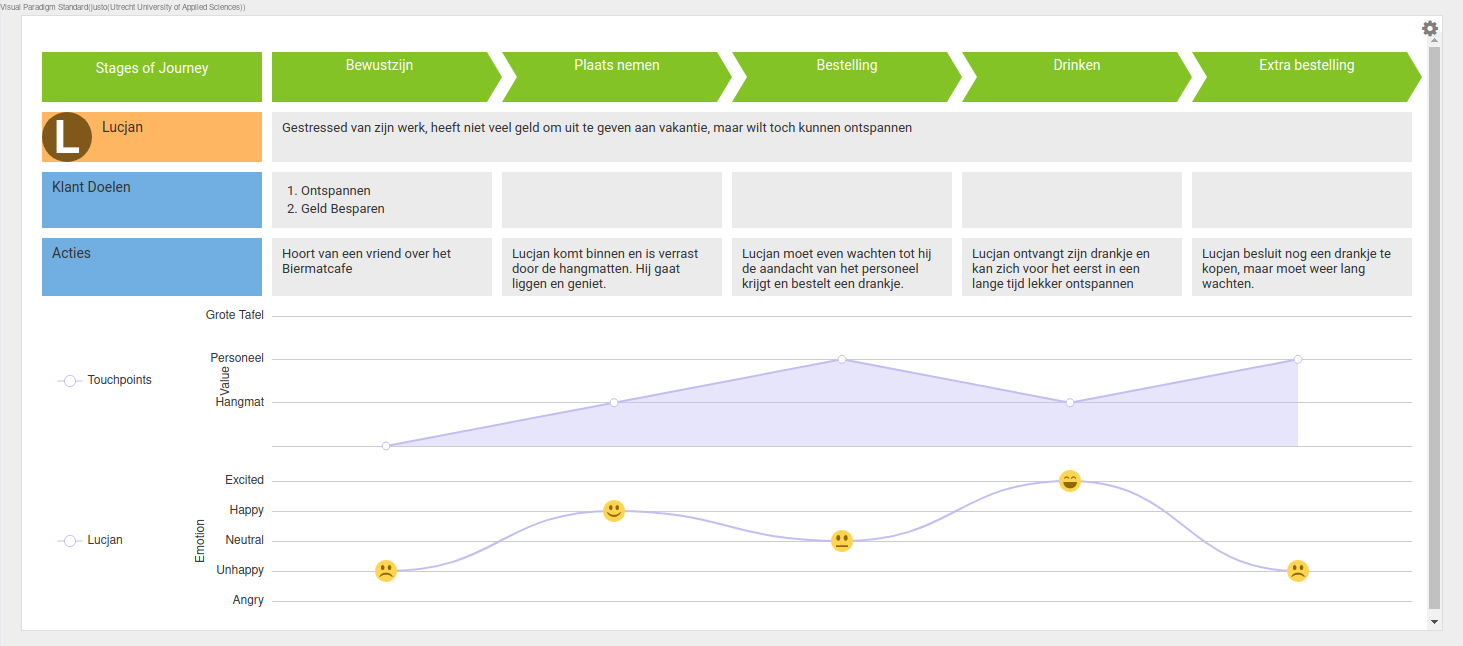 Visual Paradigm Standard(justo(Utrecht University of Applied Sciences))
Stages of Journey
Bewustzijn
Plaats nemen
Bestelling
Drinken
Extra bestelling
L
Lucjan
Gestressed van zijn werk, heeft niet veel geld om uit te geven aan vakantie, maar wilt toch kunnen ontspannen
Klant Doelen
1. Ontspannen
2. Geld Besparen
Acties
Hoort van een vriend over het
Biermatcafe
Lucjan komt binnen en is verrast
door de hangmatten. Hij gaat
liggen en geniet.
Lucjan moet even wachten tot hij
de aandacht van het personeel
krijgt en bestelt een drankje.
Lucjan ontvangt zijn drankje en
kan zich voor het eerst in een
lange tijd lekker ontspannen
Lucjan besluit nog een drankje te
kopen, maar moet weer lang
wachten.
Touchpoints
Value
Grote Tafel
Personeel
Hangmat
Lucjan
Emotion
Excited
Happy
Neutral
Unhappy
Angry